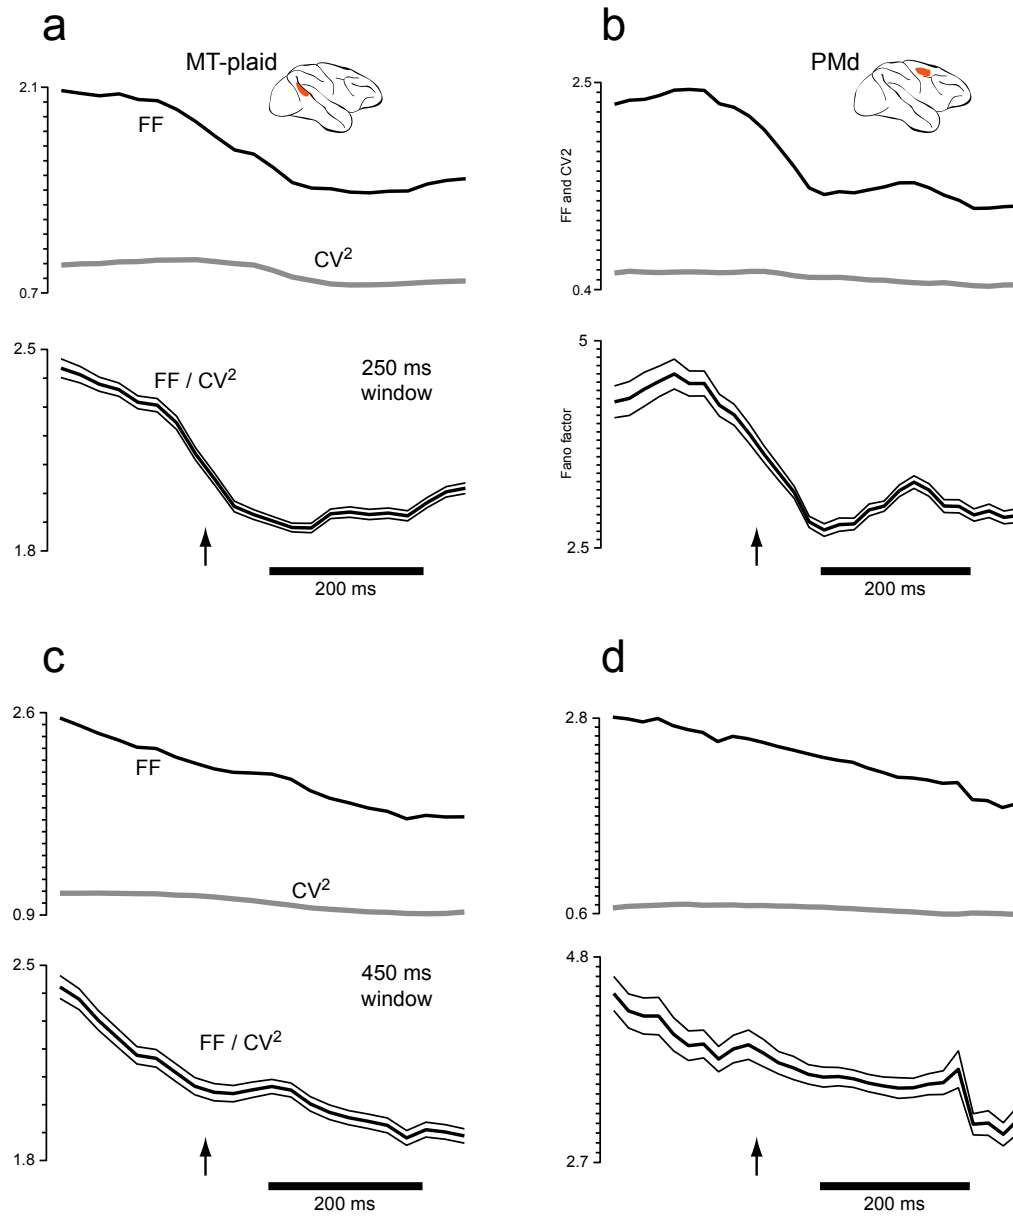 a
MT-plaid
2.1
FF
CV²
0.7
2.5
FF / CV²
250 ms
window
1.8
200 ms
b
PMd
2.5
FF and CV2
0.4
5
Fano factor
2.5
200 ms
c
2.6
FF
CV²
0.9
2.5
450 ms
window
FF / CV²
1.8
200 ms
d
2.8
0.6
4.8
2.7
200 ms